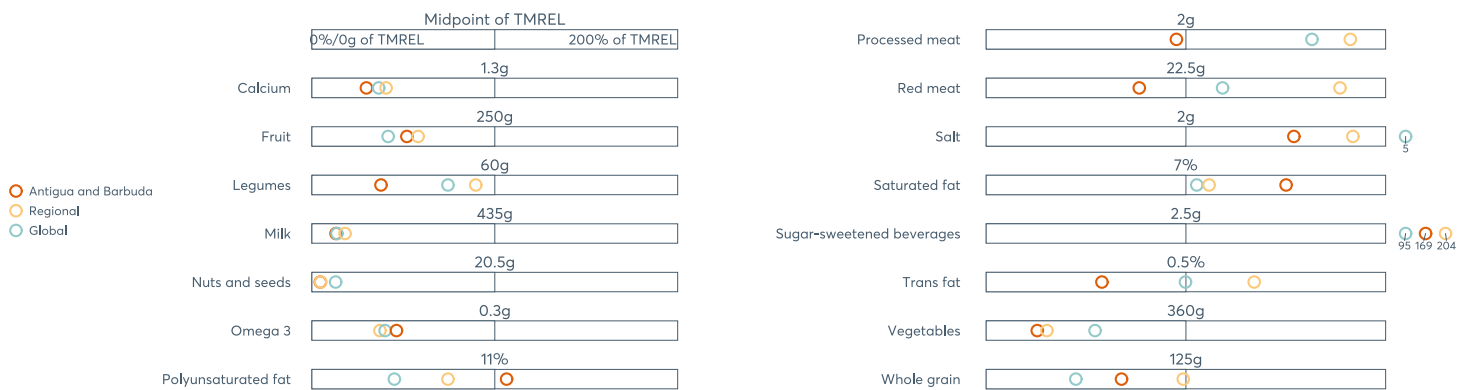 Midpoint of TMREL
0%/0g of TMREL
200% of TMREL
1.3g
Calcium
250g
Fruit
60g
Legumes
435g
Milk
20.5g
Nuts and seeds
0.3g
Omega 3
11%
Polyunsaturated fat
Antigua and Barbuda
Regional
Global
2g
Processed meat
22.5g
Red meat
2g
Salt
5
7%
Saturated fat
2.5g
Sugar-sweetened beverages
95 169 204
0.5%
Trans fat
360g
Vegetables
125g
Whole grain